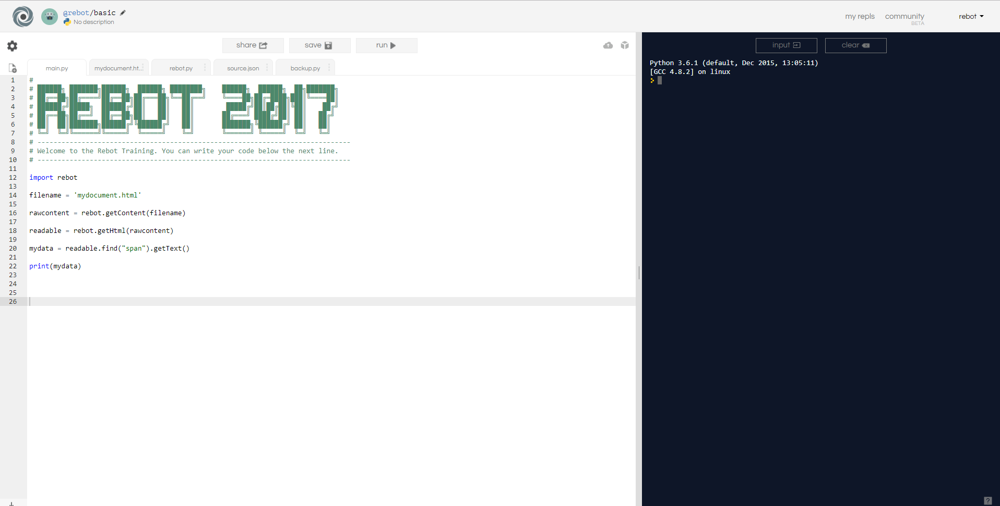 @rebot/basic
No description
my repls
community
BETA
rebot
share
save
run
input
clear
main.py
mydocument.ht...
rebot.py
source.json
backup.py
Python 3.6.1 (default, Dec 2015, 13:05:11)
[GCC 4.8.2] on linux
1 #
2 #
3 #
4 # REBOT 2017
5 #
6 #
7 #
8 # ------------------------------------------------------------------------------
9 # Welcome to the Rebot Training. You can write your code below the next line.
10 # ------------------------------------------------------------------------------
11
12 import rebot
13
14 filename = 'mydocument.html'
15
16 rawcontent = rebot.getContent(filename)
17
18 readable = rebot.getHtml(rawcontent)
19
20 mydata = readable.find("span").getText()
21
22 print(mydata)
23
24
25
26
?